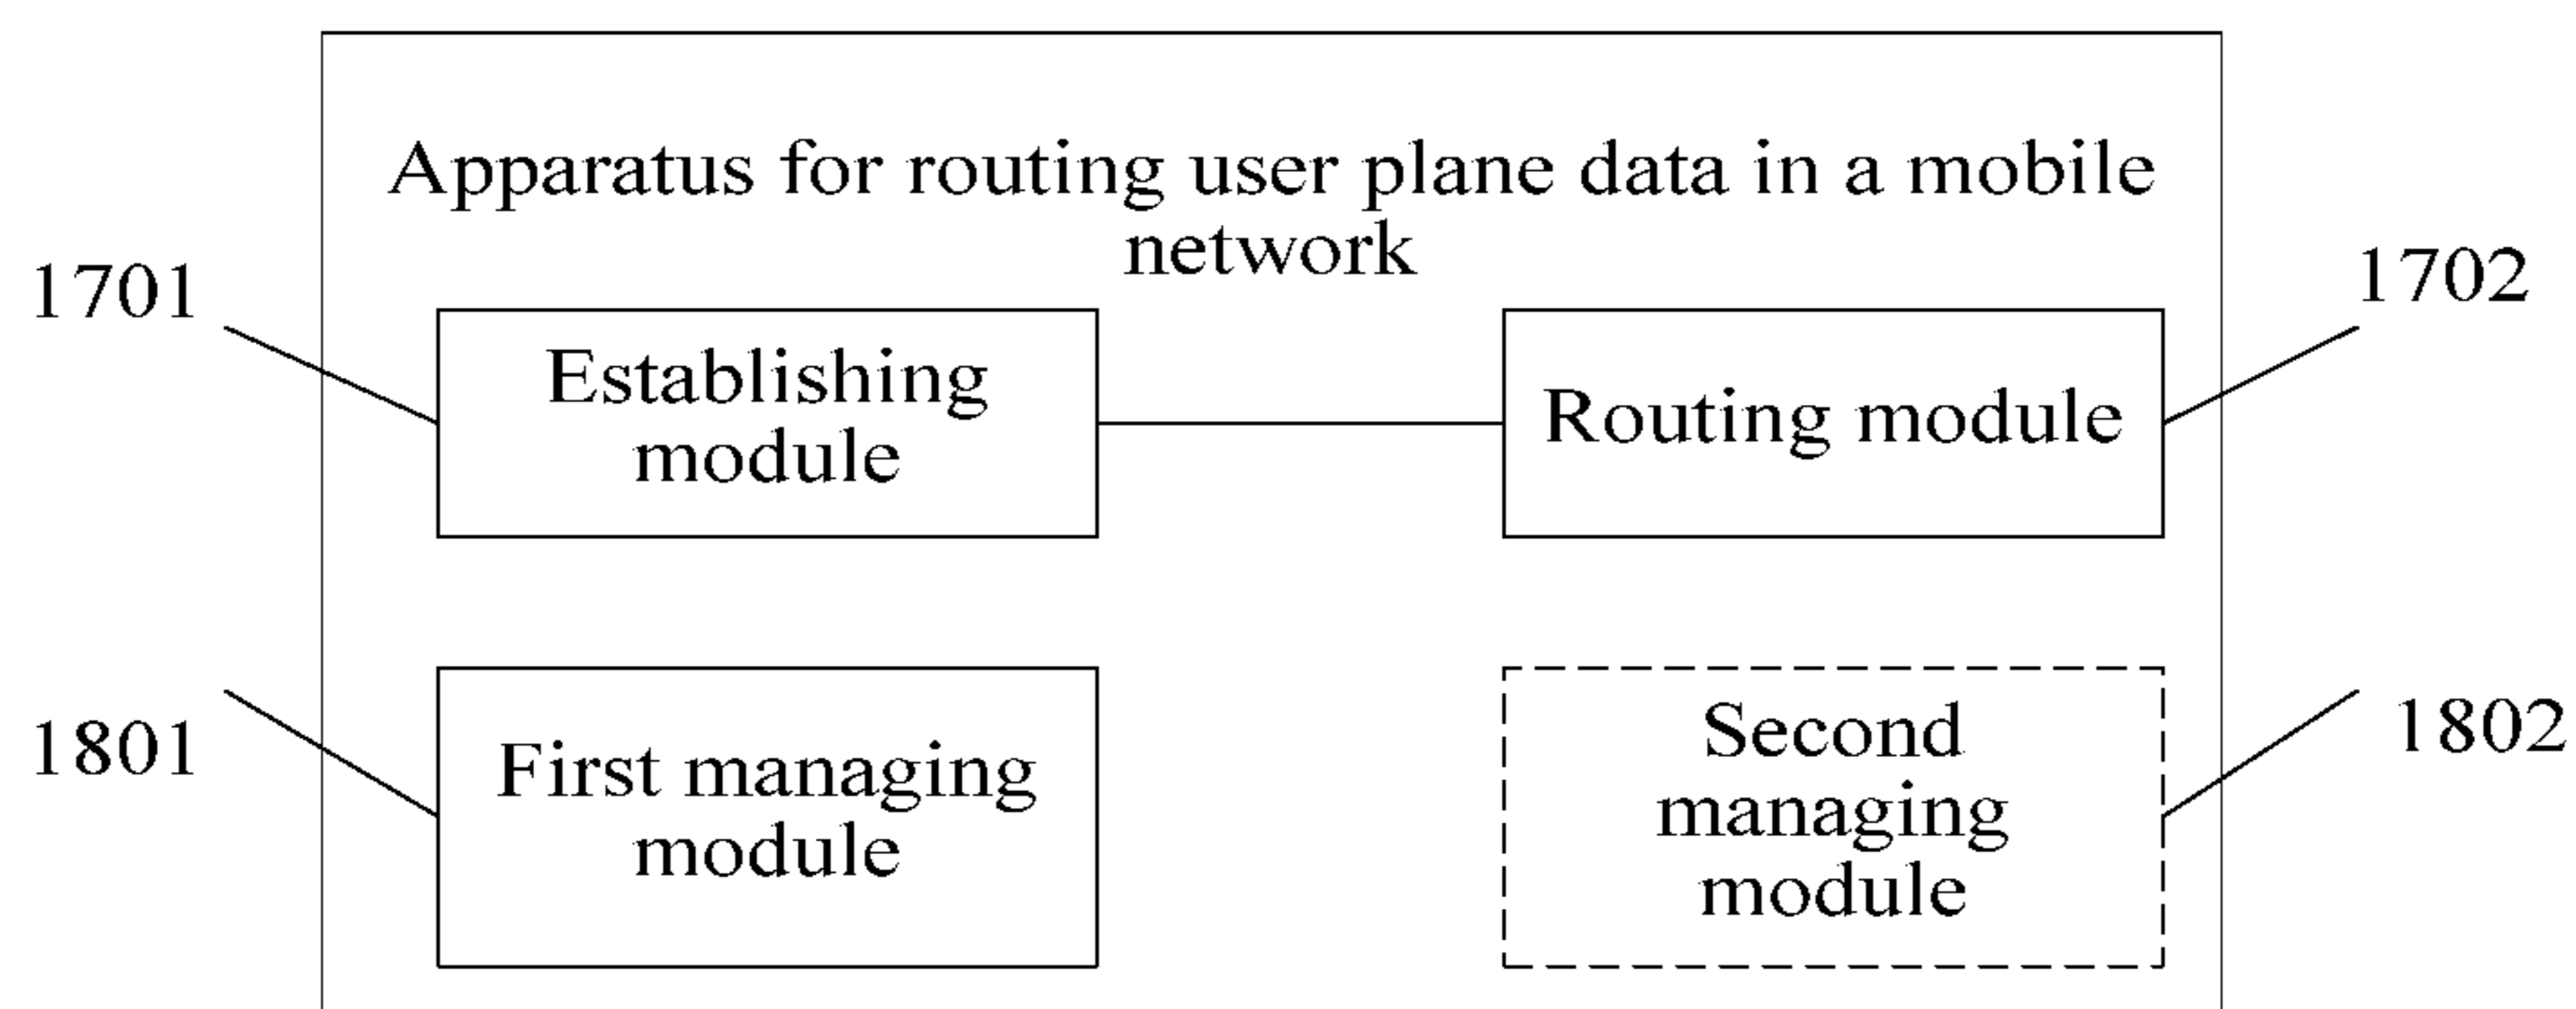 Apparatus for routing user plane data in a mobile
network
1701
1702
Establishing
module
Routing module
1801
First managing
module
Second
managing
module
1802